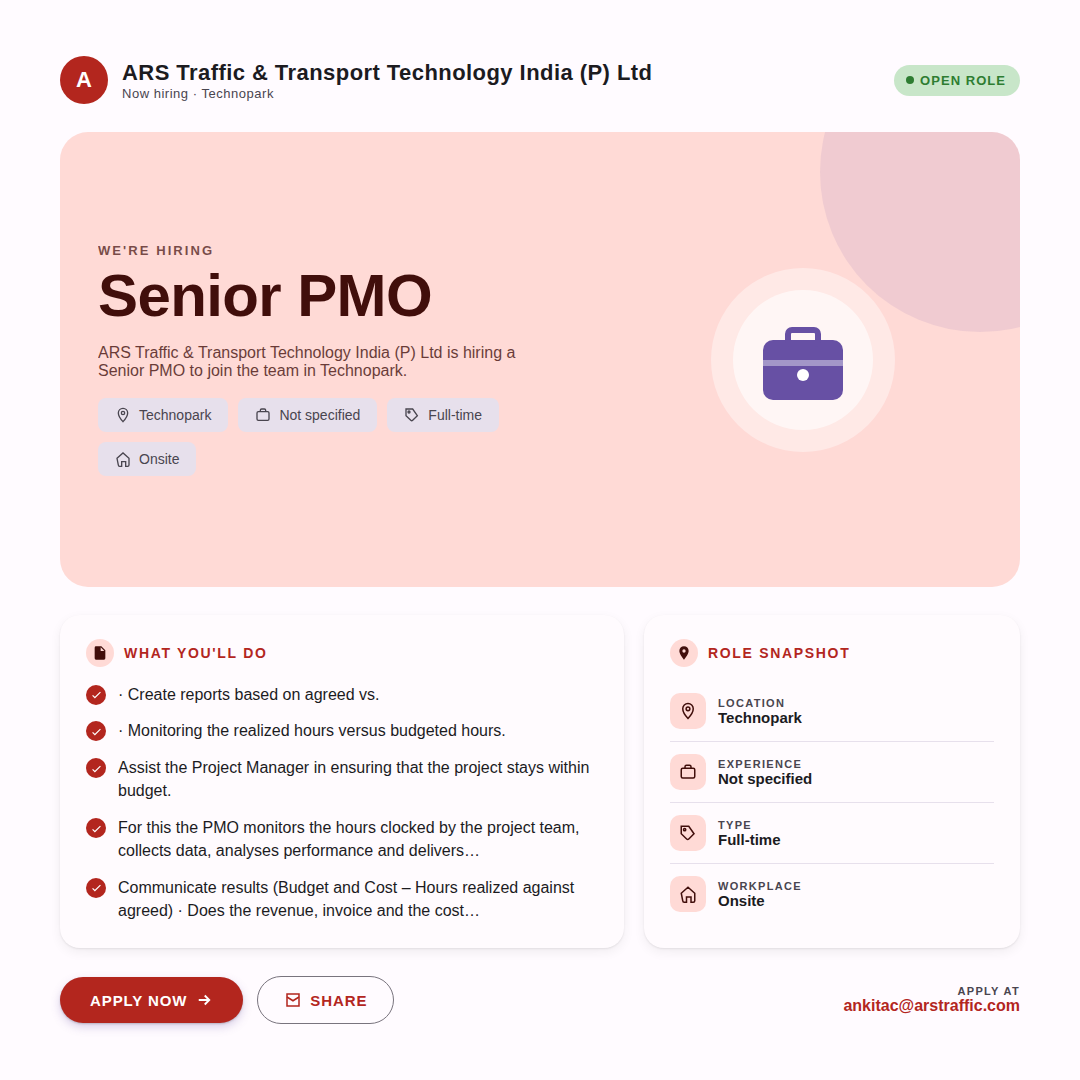 A
ARS Traffic & Transport Technology India (P) Ltd
Now hiring · Technopark
OPEN ROLE
WE'RE HIRING
Senior PMO
ARS Traffic & Transport Technology India (P) Ltd is hiring a
Senior PMO to join the team in Technopark.
Technopark
Not specified
Full-time
Onsite
WHAT YOU'LL DO
· Create reports based on agreed vs.
· Monitoring the realized hours versus budgeted hours.
Assist the Project Manager in ensuring that the project stays within
budget.
For this the PMO monitors the hours clocked by the project team,
collects data, analyses performance and delivers…
Communicate results (Budget and Cost – Hours realized against
agreed) · Does the revenue, invoice and the cost…
ROLE SNAPSHOT
LOCATION
Technopark
EXPERIENCE
Not specified
TYPE
Full-time
WORKPLACE
Onsite
APPLY NOW
SHARE
APPLY AT
ankitac@arstraffic.com